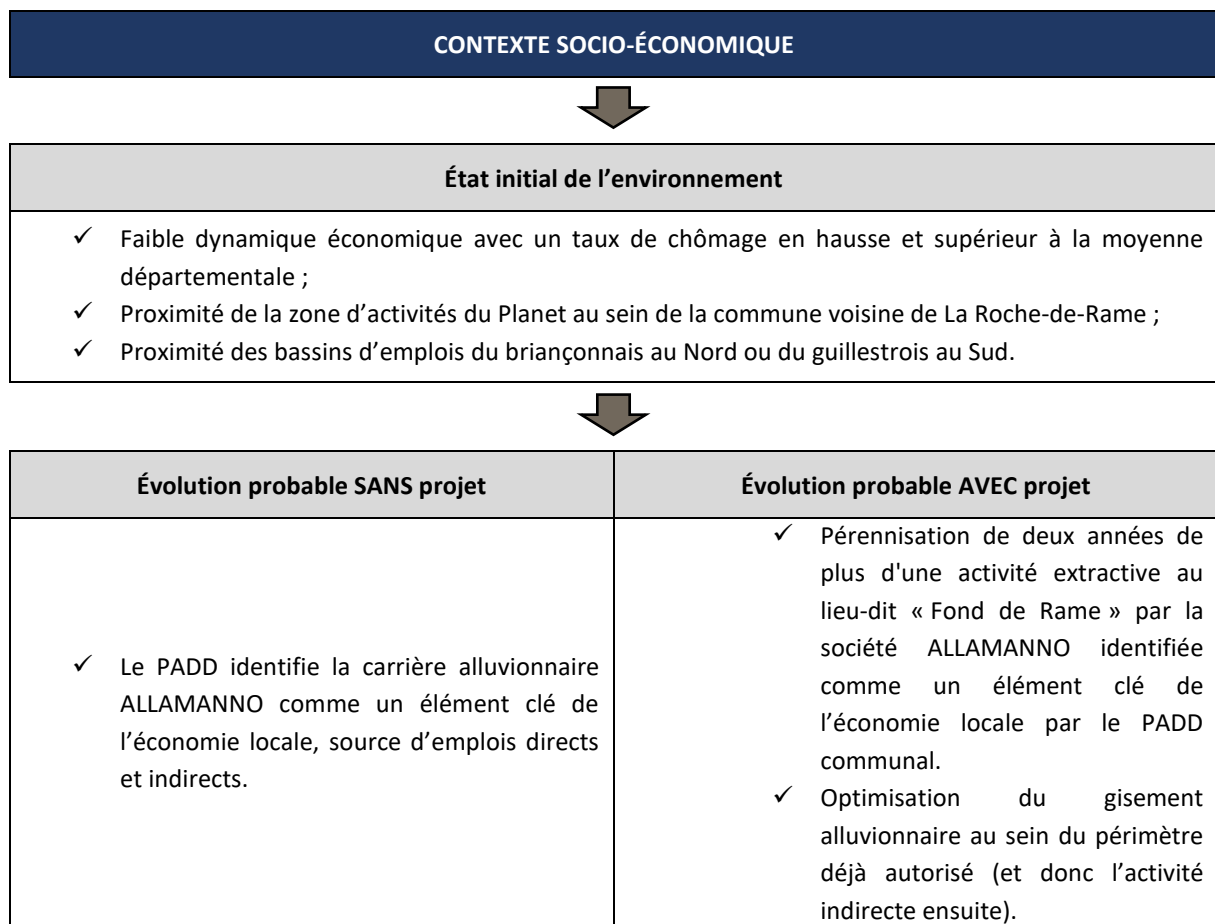 CONTEXTE SOCIO-ÉCONOMIQUE
État initial de l’environnement
✓ Faible dynamique économique avec un taux de chômage en hausse et supérieur à la moyenne
départementale ;
✓ Proximité de la zone d’activités du Planet au sein de la commune voisine de La Roche-de-Rame ;
✓ Proximité des bassins d’emplois du briançonnais au Nord ou du guillestrois au Sud.
Évolution probable SANS projet
✓ Le PADD identifie la carrière alluvionnaire
ALLAMANNO comme un élément clé de
l’économie locale, source d’emplois directs
et indirects.
Évolution probable AVEC projet
✓ Pérennisation de deux années de
plus d'une activité extractive au
lieu-dit « Fond de Rame » par la
société ALLAMANNO identifiée
comme un élément clé de
l’économie locale par le PADD
communal.
✓ Optimisation du gisement
alluvionnaire au sein du périmètre
déjà autorisé (et donc l’activité
indirecte ensuite).